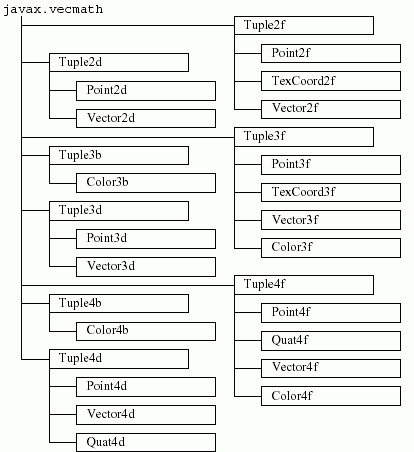 javax.vecmath
Tuple2f
Point2f
TexCoord2f
Vector2f
Tuple2d
Point2d
Vector2d
Tuple3f
Point3f
TexCoord3f
Vector3f
Color3f
Tuple3b
Color3b
Tuple3d
Point3d
Vector3d
Tuple4f
Point4f
Quat4f
Vector4f
Color4f
Tuple4b
Color4b
Tuple4d
Point4d
Vector4d
Quat4d